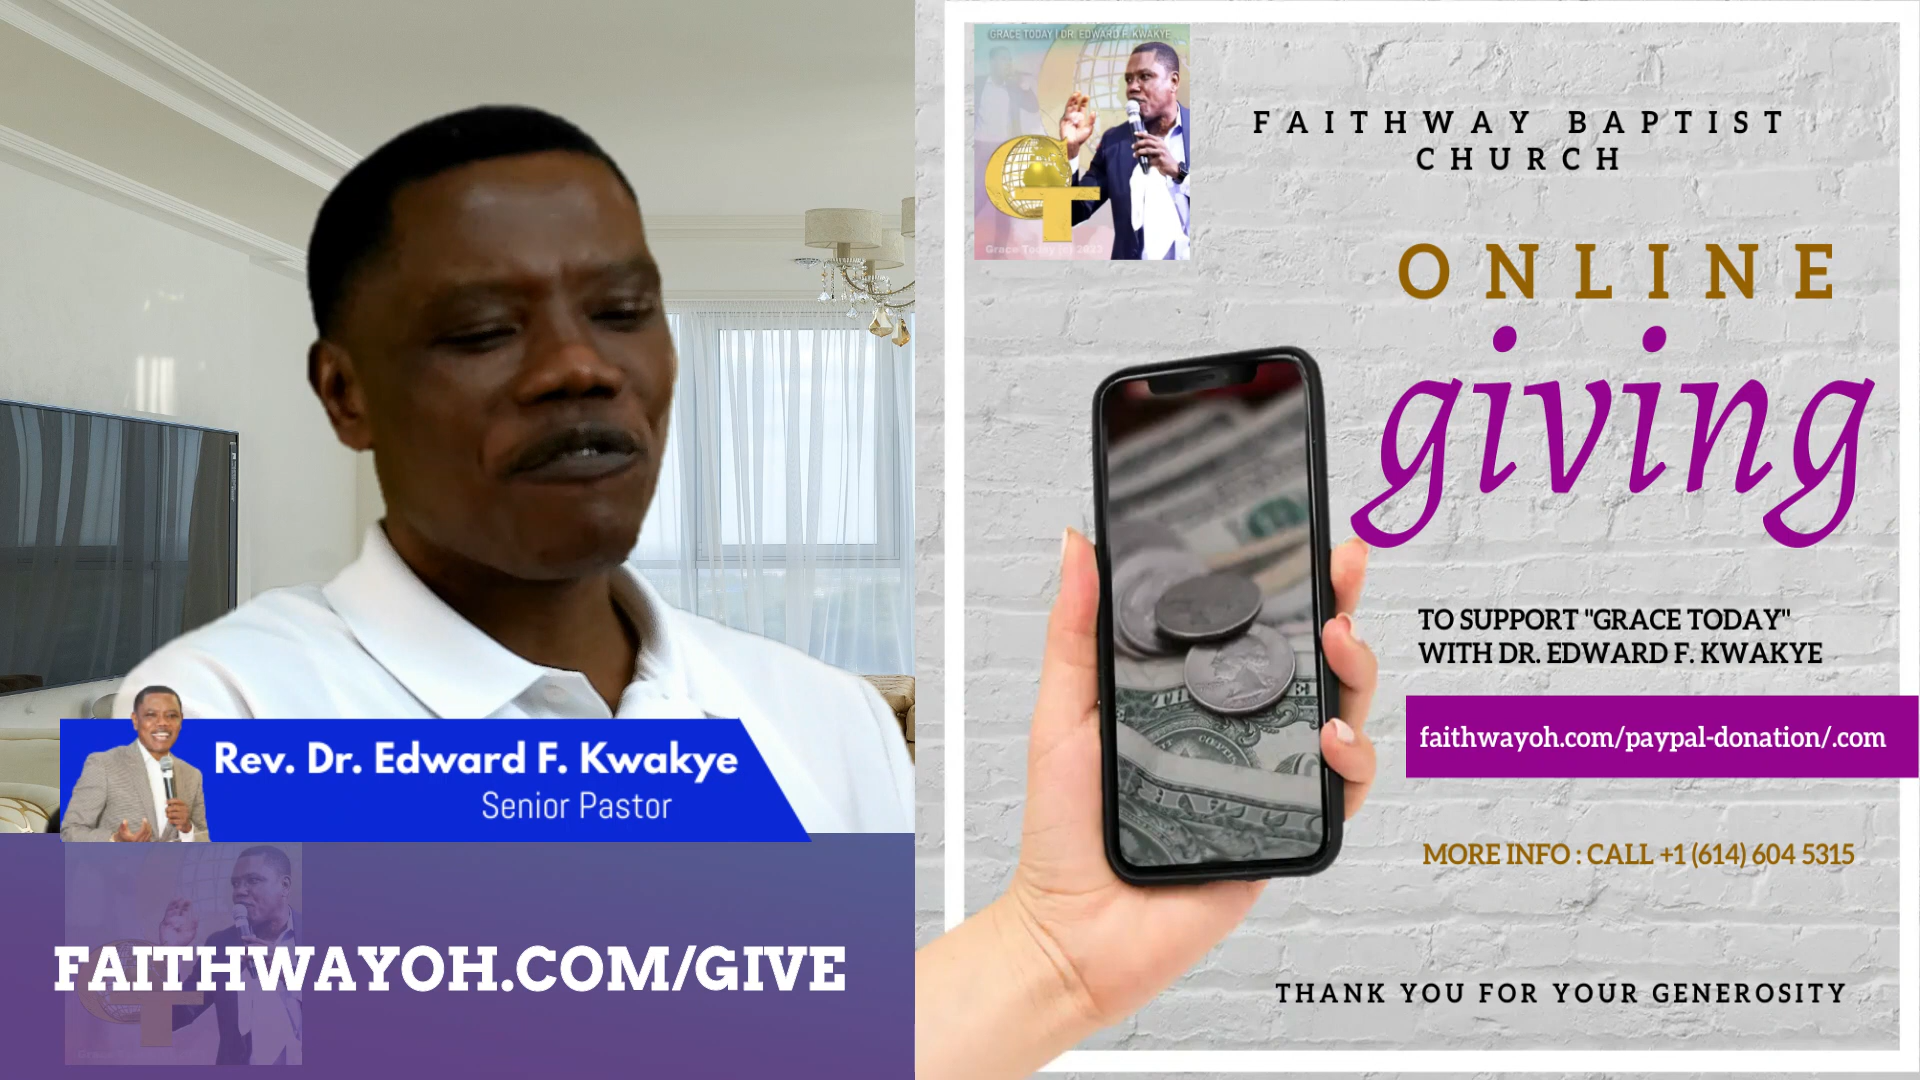 Rev. Dr. Edward F. Kwakye
Senior Pastor
FAITHWAYOH.COM/GIVE
GRACE TODAY | DR. EDWARD F. KWAKYE
FAITHWAY BAPTIST
CHURCH
ONLINE
giving
TO SUPPORT "GRACE TODAY"
WITH DR. EDWARD F. KWAKYE
faithwayoh.com/paypal-donation/.com
MORE INFO : CALL +1 (614) 604 5315
THANK YOU FOR YOUR GENEROSITY